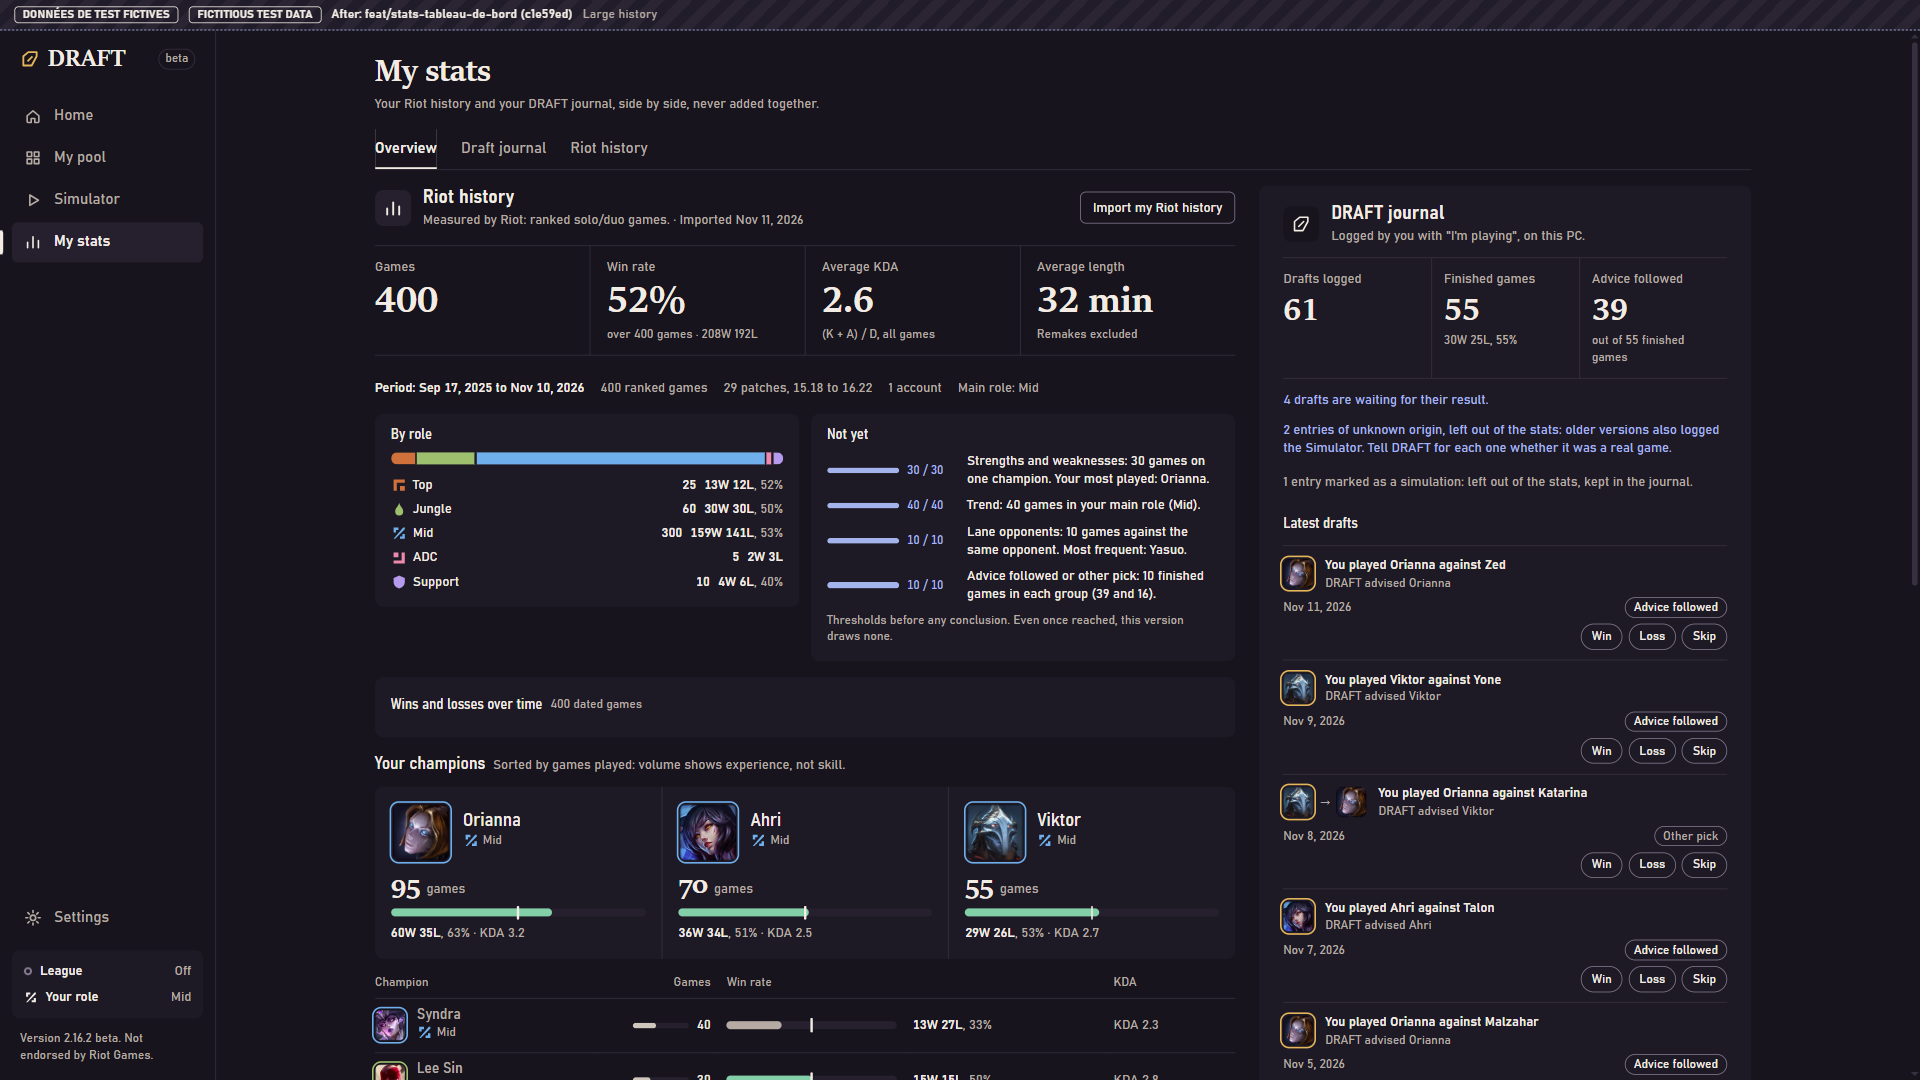 DONNÉES DE TEST FICTIVES FICTITIOUS TEST DATA After: feat/stats-tableau-de-bord (c1e59ed) Large history
DRAFT beta
Home
My pool
Simulator
My stats
Settings
League Off
Your role Mid
Version 2.16.2 beta. Not
endorsed by Riot Games.
My stats
Your Riot history and your DRAFT journal, side by side, never added together.
Overview Draft journal Riot history
Riot history
Measured by Riot: ranked solo/duo games. · Imported Nov 11, 2026
Import my Riot history
Games
400
Win rate
52%
over 400 games · 208W 192L
Average KDA
2.6
(K + A) / D, all games
Average length
32 min
Remakes excluded
Period: Sep 17, 2025 to Nov 10, 2026 400 ranked games 29 patches, 15.18 to 16.22 1 account Main role: Mid
By role
Top 25 13W 12L, 52%
Jungle 60 30W 30L, 50%
Mid 300 159W 141L, 53%
ADC 5 2W 3L
Support 10 4W 6L, 40%
Not yet
30 / 30 Strengths and weaknesses: 30 games on
one champion. Your most played: Orianna.
40 / 40 Trend: 40 games in your main role (Mid).
10 / 10 Lane opponents: 10 games against the
same opponent. Most frequent: Yasuo.
10 / 10 Advice followed or other pick: 10 finished
games in each group (39 and 16).
Thresholds before any conclusion. Even once reached, this version
draws none.
Wins and losses over time 400 dated games
Your champions Sorted by games played: volume shows experience, not skill.
Orianna
Mid
95 games
60W 35L, 63% · KDA 3.2
Ahri
Mid
70 games
36W 34L, 51% · KDA 2.5
Viktor
Mid
55 games
29W 26L, 53% · KDA 2.7
Champion Games Win rate KDA
Syndra
Mid
40 13W 27L, 33% KDA 2.3
Lee Sin
30 15W 15L, 50% KDA 2.8
DRAFT journal
Logged by you with "I'm playing", on this PC.
Drafts logged
61
Finished games
55
30W 25L, 55%
Advice followed
39
out of 55 finished
games
4 drafts are waiting for their result.
2 entries of unknown origin, left out of the stats: older versions also logged
the Simulator. Tell DRAFT for each one whether it was a real game.
1 entry marked as a simulation: left out of the stats, kept in the journal.
Latest drafts
You played Orianna against Zed
DRAFT advised Orianna
Nov 11, 2026 Advice followed
Win Loss Skip
You played Viktor against Yone
DRAFT advised Viktor
Nov 9, 2026 Advice followed
Win Loss Skip
→ You played Orianna against Katarina
DRAFT advised Viktor
Nov 8, 2026 Other pick
Win Loss Skip
You played Ahri against Talon
DRAFT advised Ahri
Nov 7, 2026 Advice followed
Win Loss Skip
You played Orianna against Malzahar
DRAFT advised Orianna
Nov 5, 2026 Advice followed